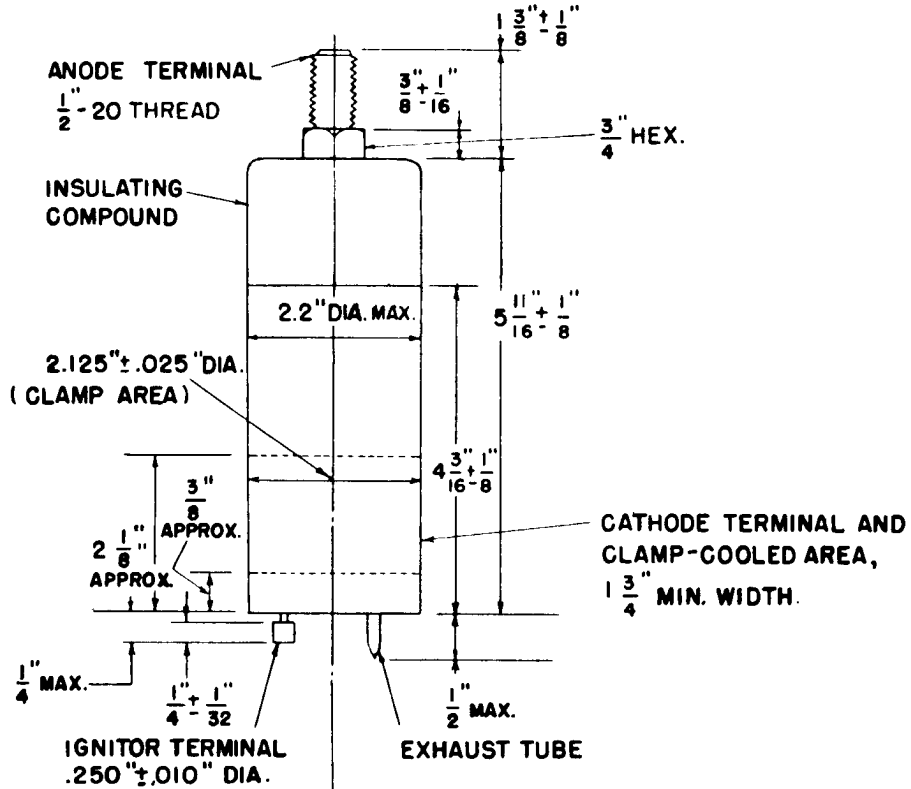 1 3/8" ± 1/8"
ANODE TERMINAL
1/2"-20 THREAD
3/8 ± 1/16"
3/4" HEX.
INSULATING
COMPOUND
2.2" DIA. MAX.
5 11/16" ± 1/8"
2.125" ± .025" DIA.
(CLAMP AREA)
4 3/16" ± 1/8"
3/8"
APPROX.
2 1/8"
APPROX.
CATHODE TERMINAL AND
CLAMP-COOLED AREA,
1 3/4" MIN. WIDTH.
1/4" MAX.
1/4" ± 1/32"
1/2" MAX.
IGNITOR TERMINAL
.250" ± .010" DIA.
EXHAUST TUBE